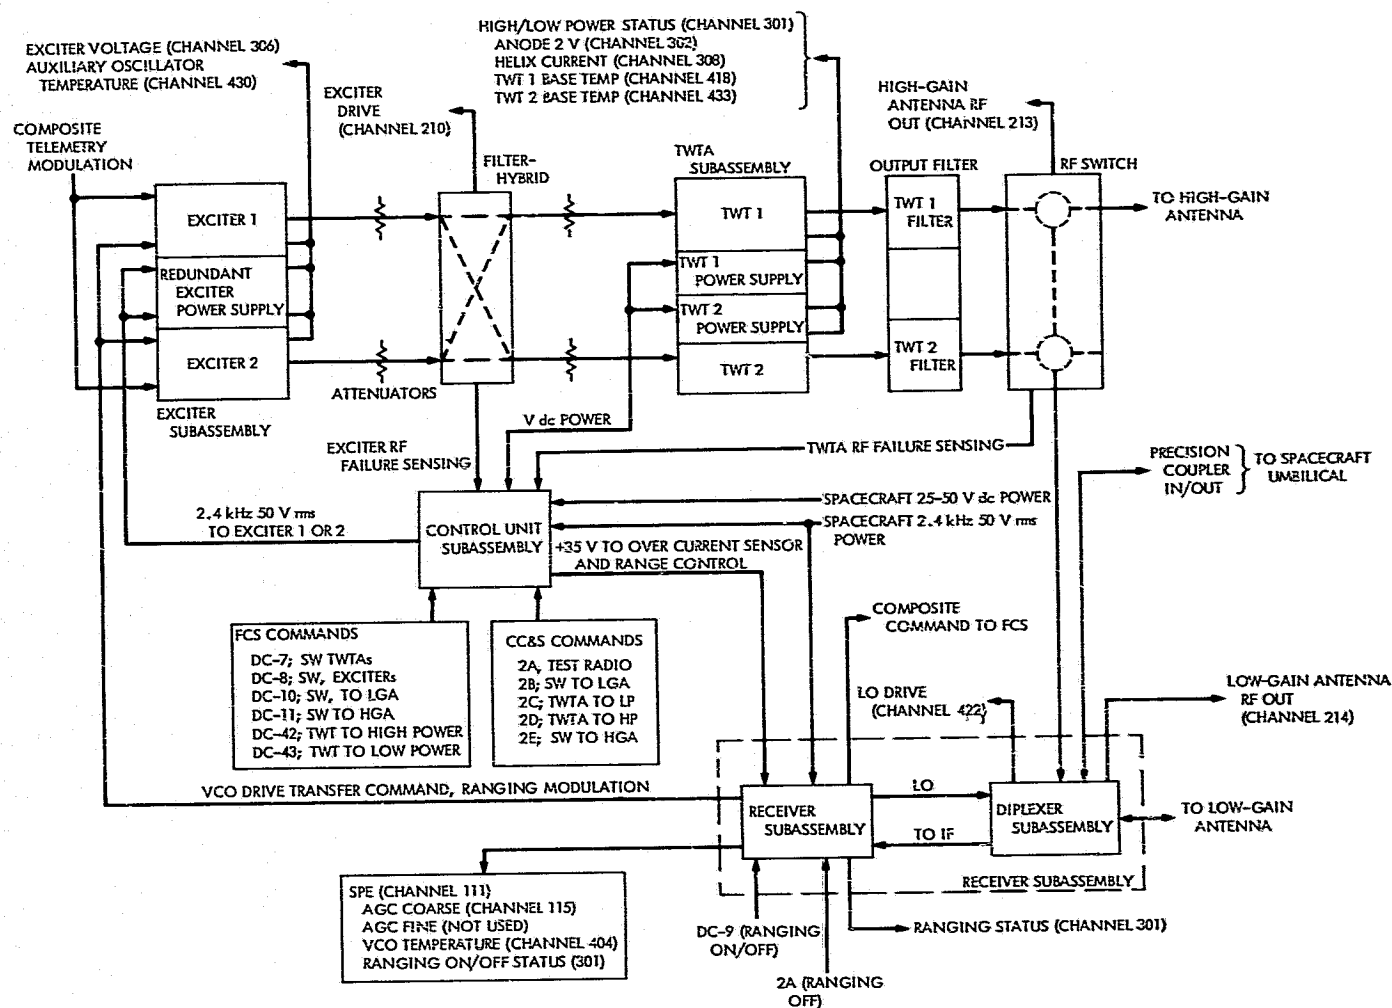 HIGH/LOW POWER STATUS (CHANNEL 301)
ANODE 2 V (CHANNEL 302)
HELIX CURRENT (CHANNEL 308)
TWT 1 BASE TEMP (CHANNEL 418)
TWT 2 BASE TEMP (CHANNEL 433)
EXCITER VOLTAGE (CHANNEL 306)
AUXILIARY OSCILLATOR
TEMPERATURE (CHANNEL 430)
EXCITER
DRIVE
(CHANNEL 210)
HIGH-GAIN
ANTENNA RF
OUT (CHANNEL 213)
COMPOSITE
TELEMETRY
MODULATION
FILTER-
HYBRID
TWTA
SUBASSEMBLY
OUTPUT FILTER
RF SWITCH
EXCITER 1
REDUNDANT
EXCITER
POWER SUPPLY
EXCITER 2
EXCITER
SUBASSEMBLY
ATTENUATORS
TWT 1
TWT 1
POWER SUPPLY
TWT 2
POWER SUPPLY
TWT 2
TWT 1
FILTER
TWT 2
FILTER
TO HIGH-GAIN
ANTENNA
V dc POWER
EXCITER RF
FAILURE SENSING
TWTA RF FAILURE SENSING
PRECISION
COUPLER
IN/OUT
TO SPACECRAFT
UMBILICAL
2.4 kHz 50 V rms
TO EXCITER 1 OR 2
CONTROL UNIT
SUBASSEMBLY
SPACECRAFT 25-50 V dc POWER
SPACECRAFT 2.4 kHz 50 V rms
POWER
+35 V TO OVER CURRENT SENSOR
AND RANGE CONTROL
FCS COMMANDS
DC-7; SW TWTAs
DC-8; SW, EXCITERs
DC-10; SW, TO LGA
DC-11; SW TO HGA
DC-42; TWT TO HIGH POWER
DC-43; TWT TO LOW POWER
CC&S COMMANDS
2A, TEST RADIO
2B; SW TO LGA
2C; TWTA TO LP
2D; TWTA TO HP
2E; SW TO HGA
COMPOSITE
COMMAND TO FCS
LO DRIVE
(CHANNEL 422)
LOW-GAIN ANTENNA
RF OUT
(CHANNEL 214)
VCO DRIVE TRANSFER COMMAND, RANGING MODULATION
RECEIVER
SUBASSEMBLY
LO
TO IF
DIPLEXER
SUBASSEMBLY
TO LOW-GAIN
ANTENNA
RECEIVER SUBASSEMBLY
SPE (CHANNEL 111)
AGC COARSE (CHANNEL 115)
AGC FINE (NOT USED)
VCO TEMPERATURE (CHANNEL 404)
RANGING ON/OFF STATUS (301)
DC-9 (RANGING
ON/OFF)
2A (RANGING
OFF)
RANGING STATUS (CHANNEL 301)